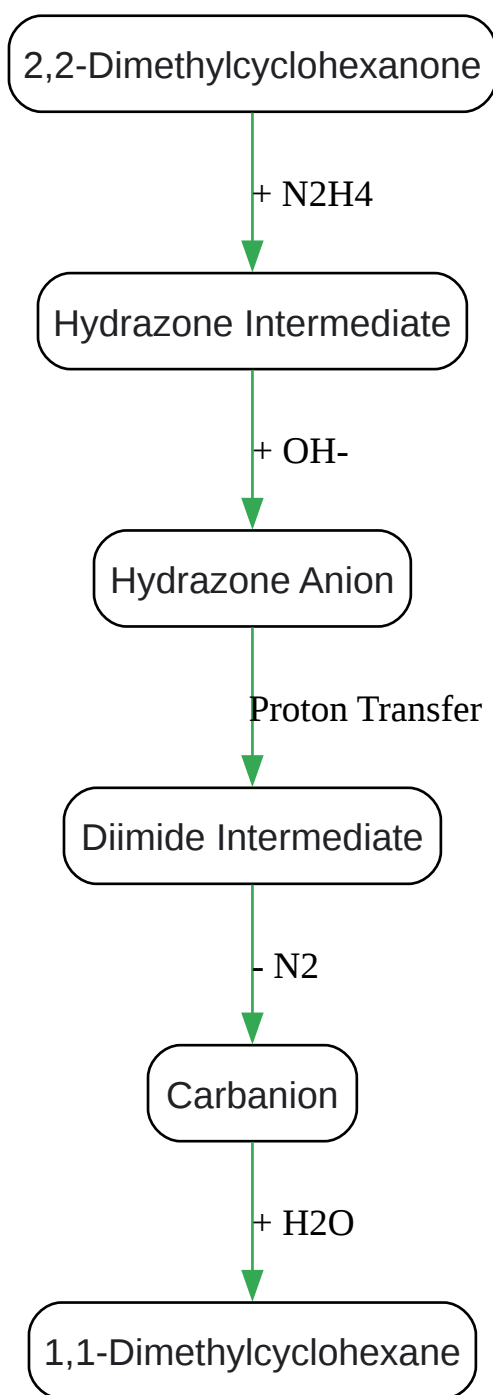 2,2-Dimethylcyclohexanone
+ N2H4
Hydrazone Intermediate
+ OH-
Hydrazone Anion
Proton Transfer
Diimide Intermediate
- N2
Carbanion
+ H2O
1,1-Dimethylcyclohexane